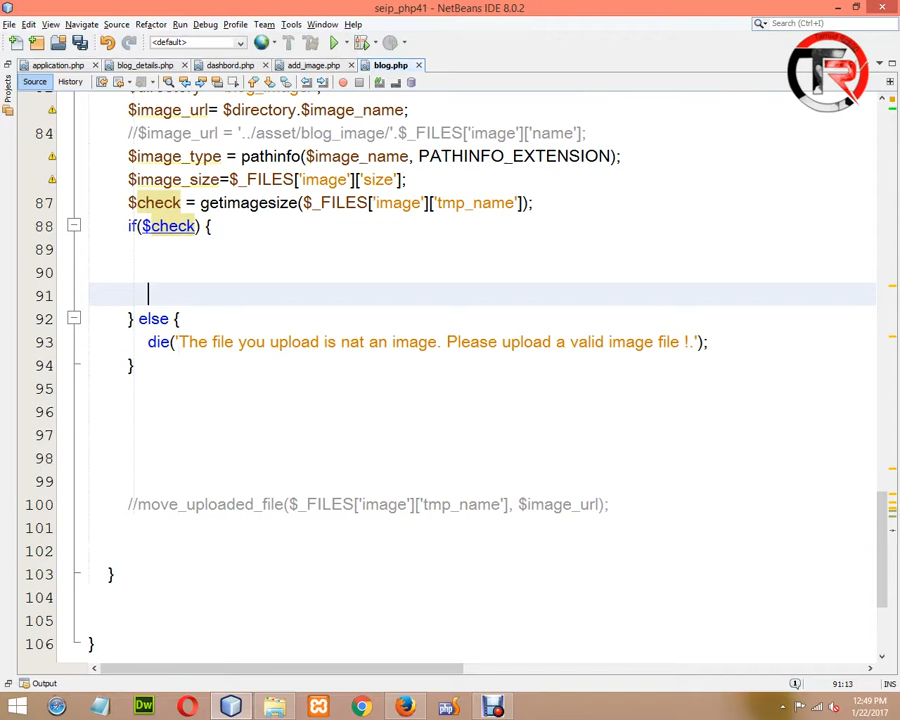 seip_php41 - NetBeans IDE 8.0.2
File Edit View Navigate Source Refactor Run Debug Profile Team Tools Window Help
Search (Ctrl+I)
<default>
application.php blog_details.php dashbord.php add_image.php blog.php
Projects
Source History
$image_url= $directory.$image_name;
84 //$image_url = '../asset/blog_image/'.$_FILES['image']['name'];
$image_type = pathinfo($image_name, PATHINFO_EXTENSION);
$image_size=$_FILES['image']['size'];
87 $check = getimagesize($_FILES['image']['tmp_name']);
88 if($check) {
89
90
91
92 } else {
93 die('The file you upload is nat an image. Please upload a valid image file !.');
94 }
95
96
97
98
99
100 //move_uploaded_file($_FILES['image']['tmp_name'], $image_url);
101
102
103 }
104
105
106 }
Output
91:13 INS
Dw
12:49 PM
1/22/2017